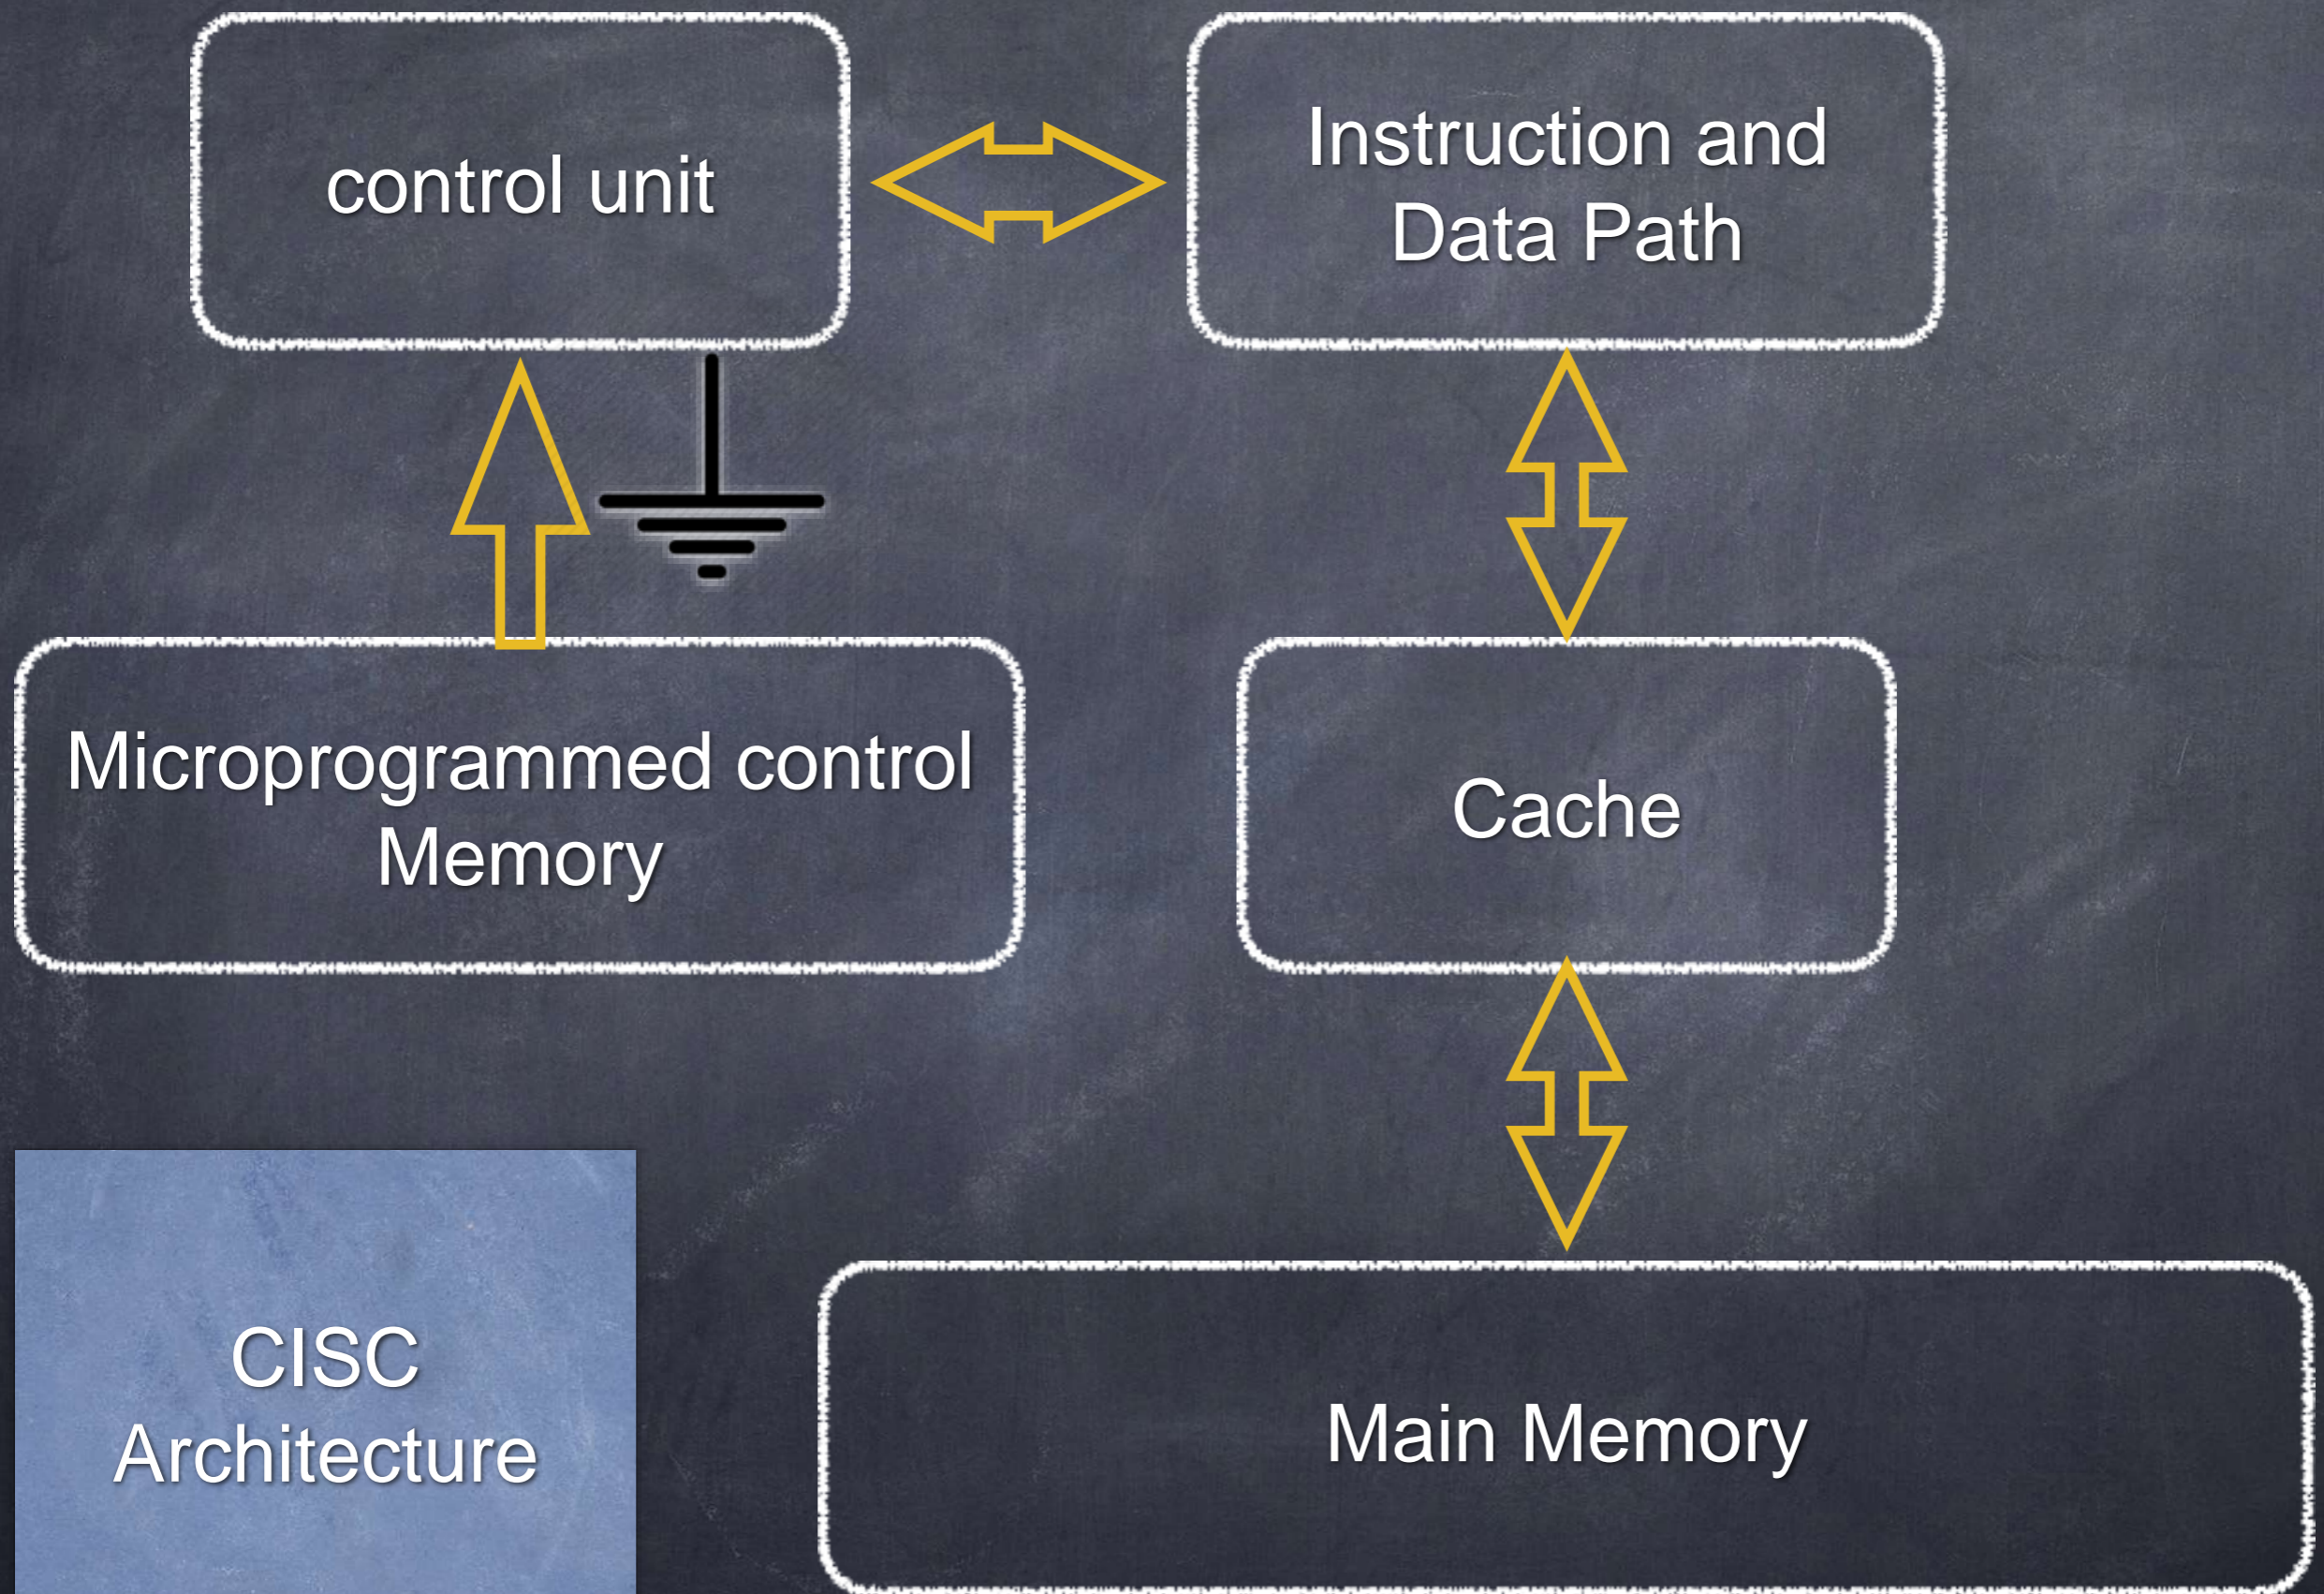 control unit
Instruction and
Data Path
Microprogrammed control
Memory
Cache
CISC
Architecture
Main Memory